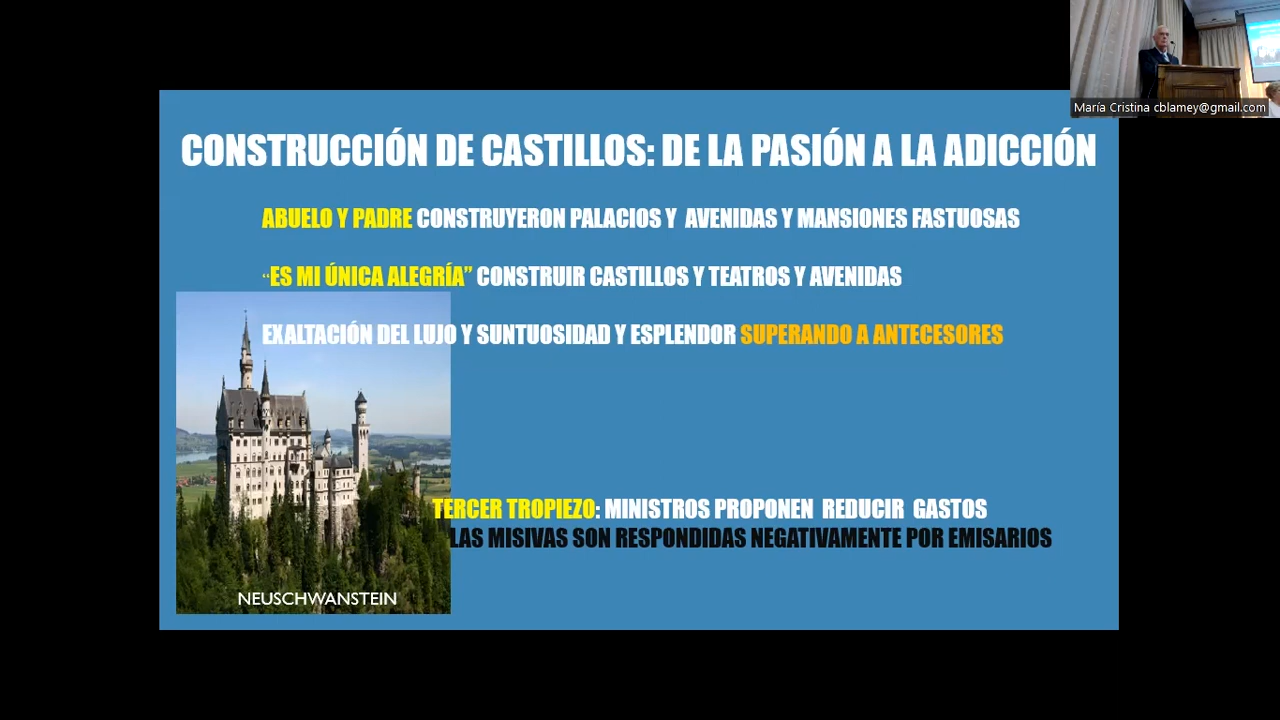 María Cristina cblamey@gmail.com
CONSTRUCCIÓN DE CASTILLOS: DE LA PASIÓN A LA ADICCIÓN
ABUELO Y PADRE CONSTRUYERON PALACIOS Y AVENIDAS Y MANSIONES FASTUOSAS
“ES MI ÚNICA ALEGRÍA” CONSTRUIR CASTILLOS Y TEATROS Y AVENIDAS
EXALTACIÓN DEL LUJO Y SUNTUOSIDAD Y ESPLENDOR SUPERANDO A ANTECESORES
TERCER TROPIEZO: MINISTROS PROPONEN REDUCIR GASTOS
LAS MISIVAS SON RESPONDIDAS NEGATIVAMENTE POR EMISARIOS
NEUSCHWANSTEIN